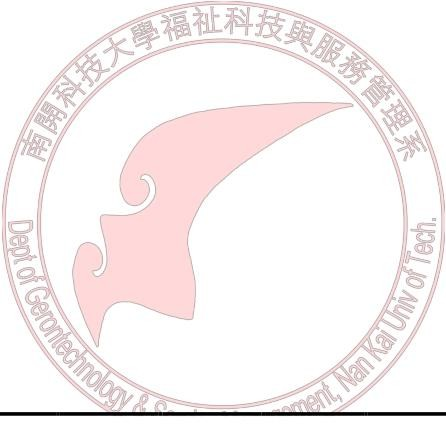 南開科技大學福祉科技與服務管理系
Dept of Gerontechnology & Management, Nan Kai Univ of Tech.